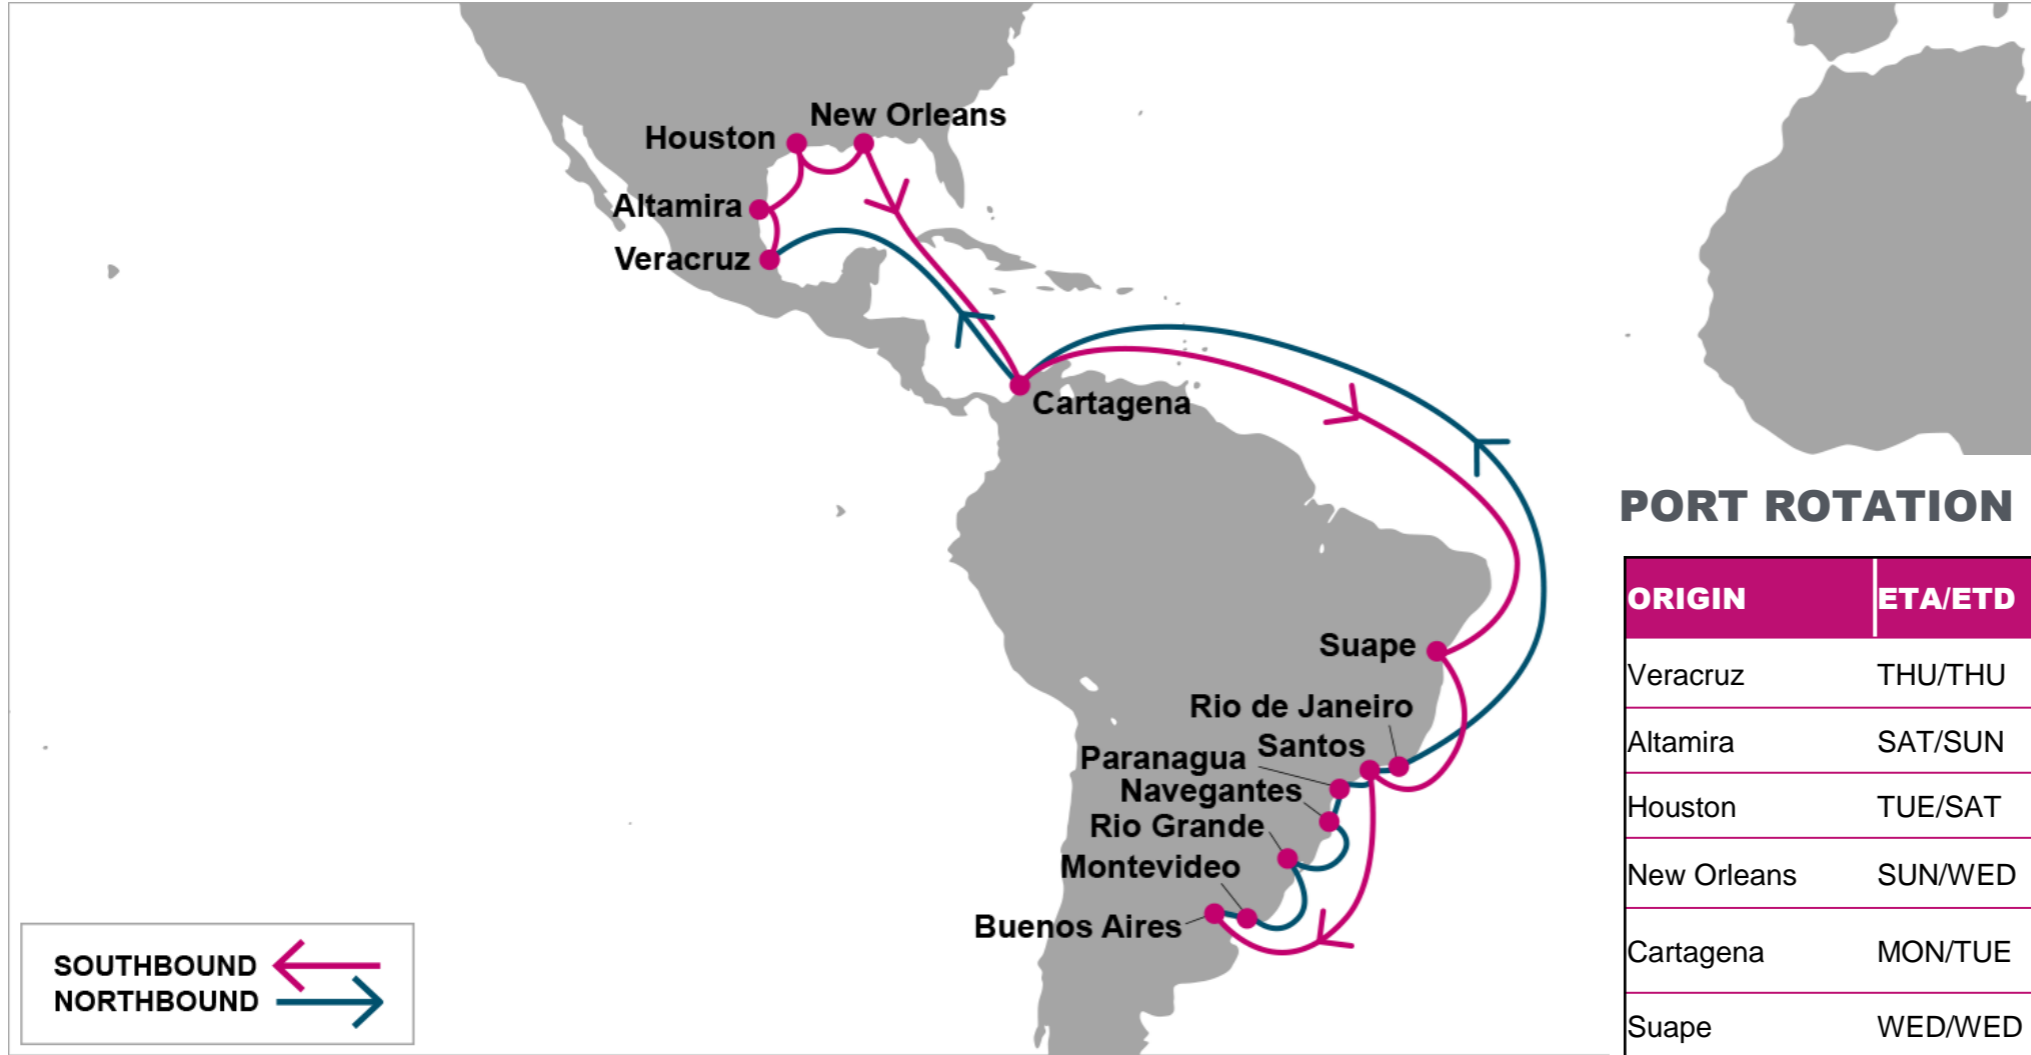 New Orleans
Houston
Altamira
Veracruz
Cartagena
Suape
Rio de Janeiro
Santos
Paranagua
Navegantes
Rio Grande
Montevideo
Buenos Aires
SOUTHBOUND
NORTHBOUND
PORT ROTATION
ORIGIN ETA/ETD
Veracruz THU/THU
Altamira SAT/SUN
Houston TUE/SAT
New Orleans SUN/WED
Cartagena MON/TUE
Suape WED/WED